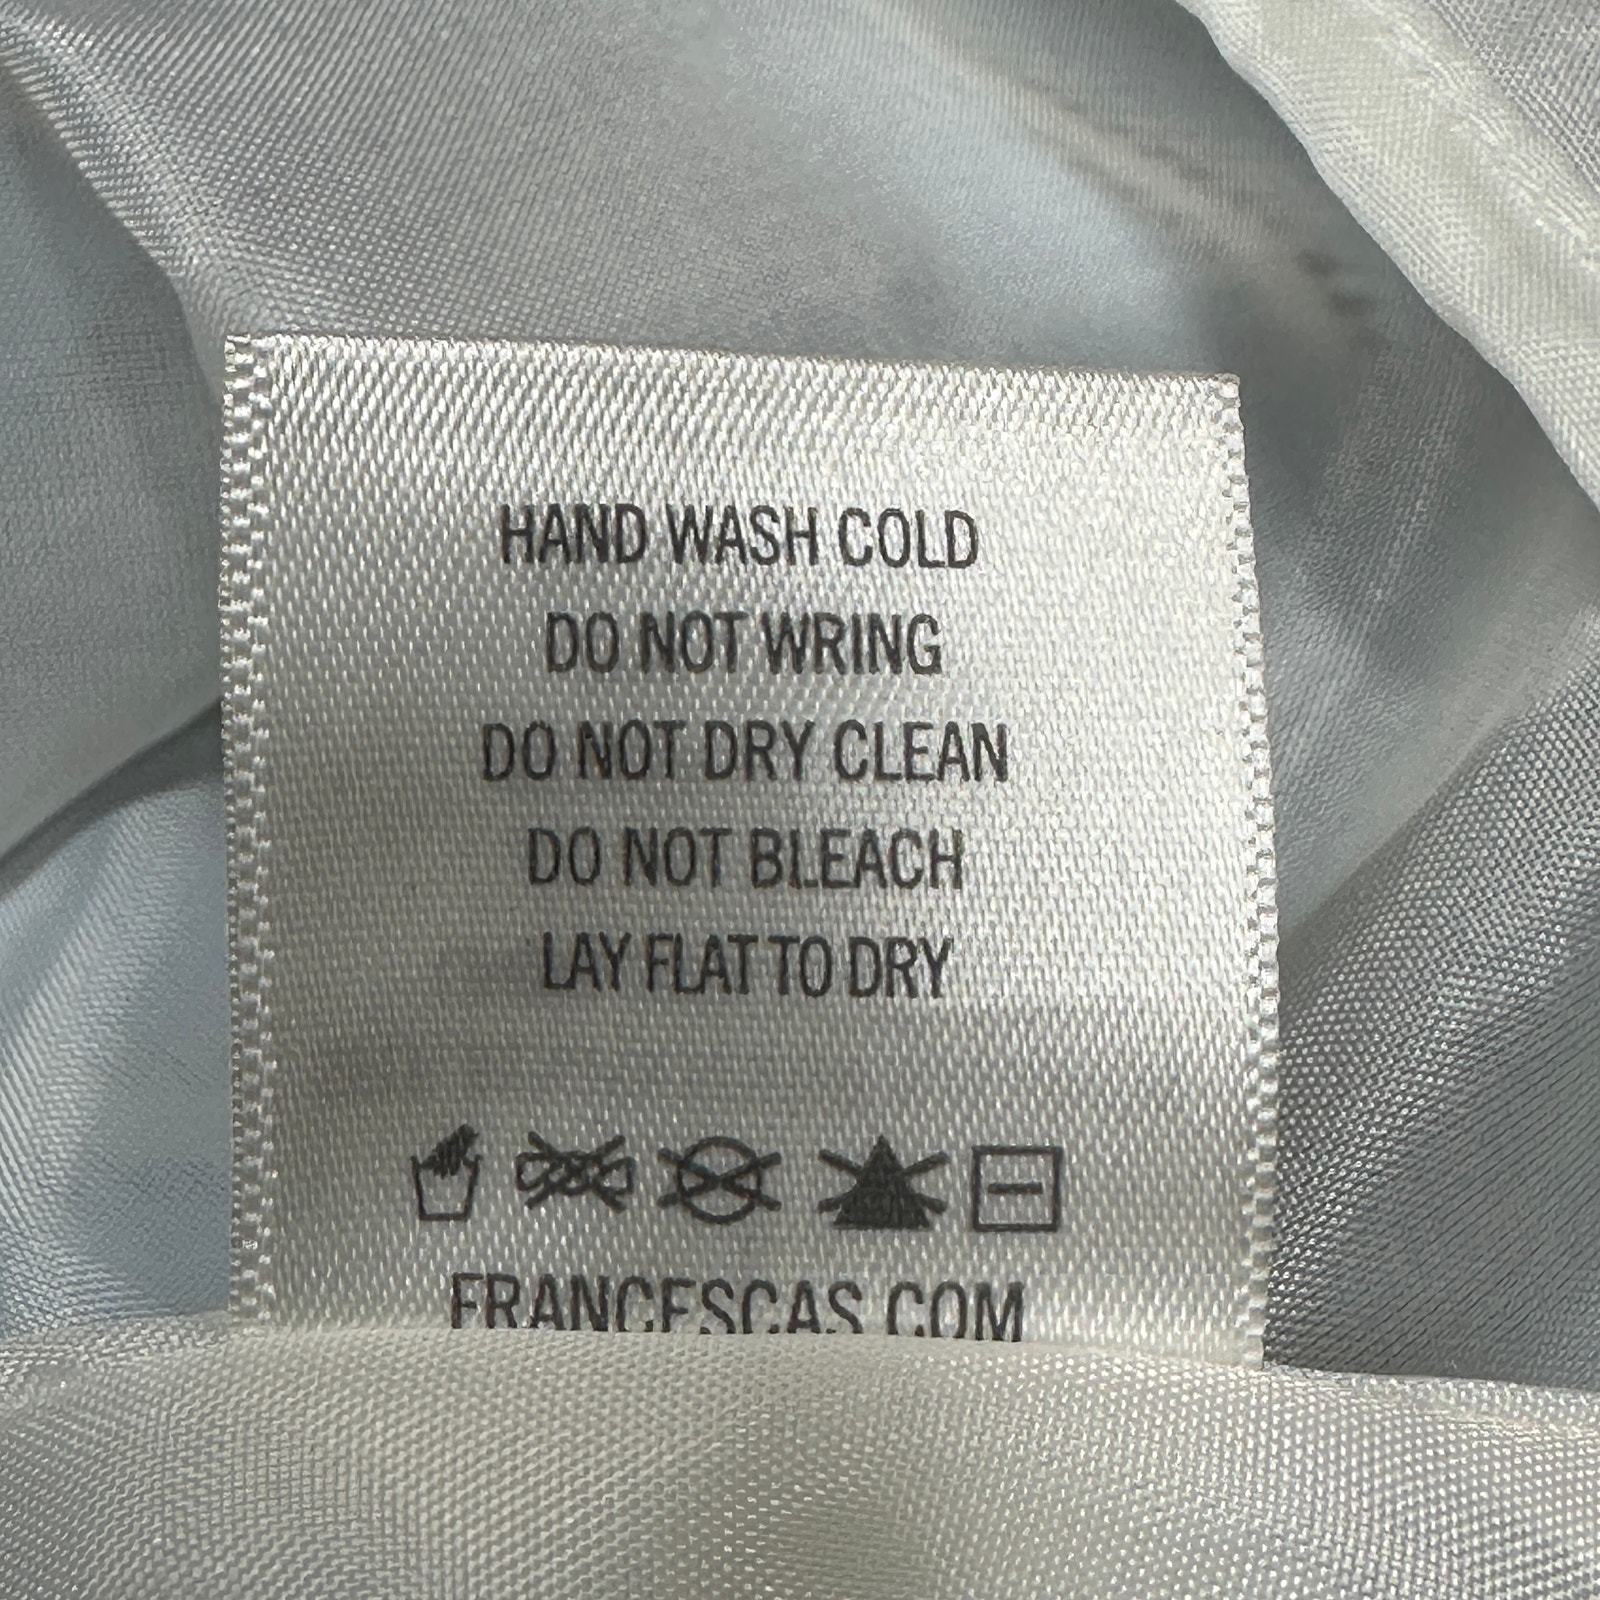 HAND WASH COLD
DO NOT WRING
DO NOT DRY CLEAN
DO NOT BLEACH
LAY FLAT TO DRY
FRANCESCAS.COM